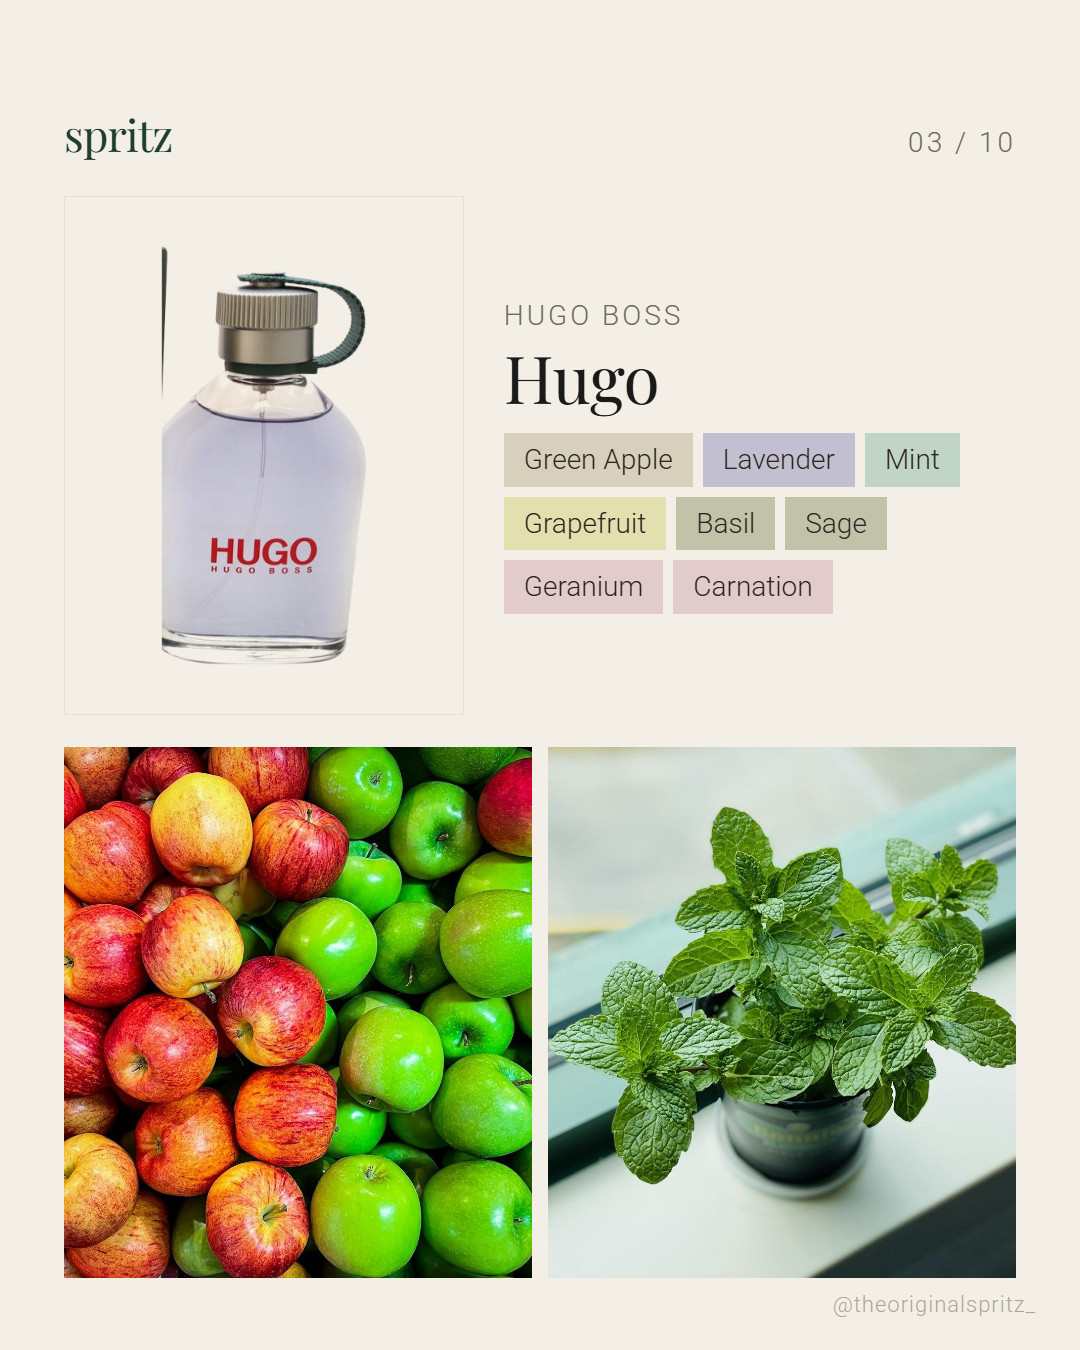 spritz
03 / 10
HUGO BOSS
Hugo
Green Apple
Lavender
Mint
Grapefruit
Basil
Sage
Geranium
Carnation
HUGO
HUGO BOSS
@theoriginalspritz_